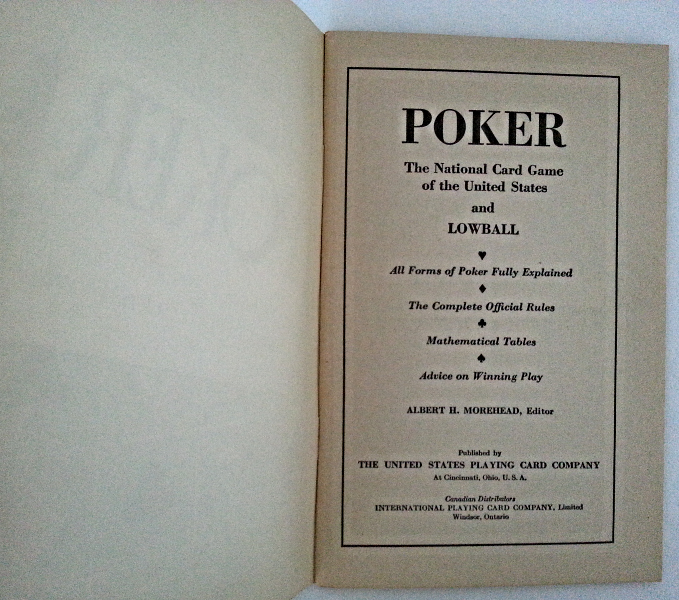 POKER
The National Card Game
of the United States
and
LOWBALL
♥
All Forms of Poker Fully Explained
♦
The Complete Official Rules
♣
Mathematical Tables
♠
Advice on Winning Play
ALBERT H. MOREHEAD, Editor
Published by
THE UNITED STATES PLAYING CARD COMPANY
At Cincinnati, Ohio, U. S. A.
Canadian Distributors
INTERNATIONAL PLAYING CARD COMPANY, Limited
Windsor, Ontario